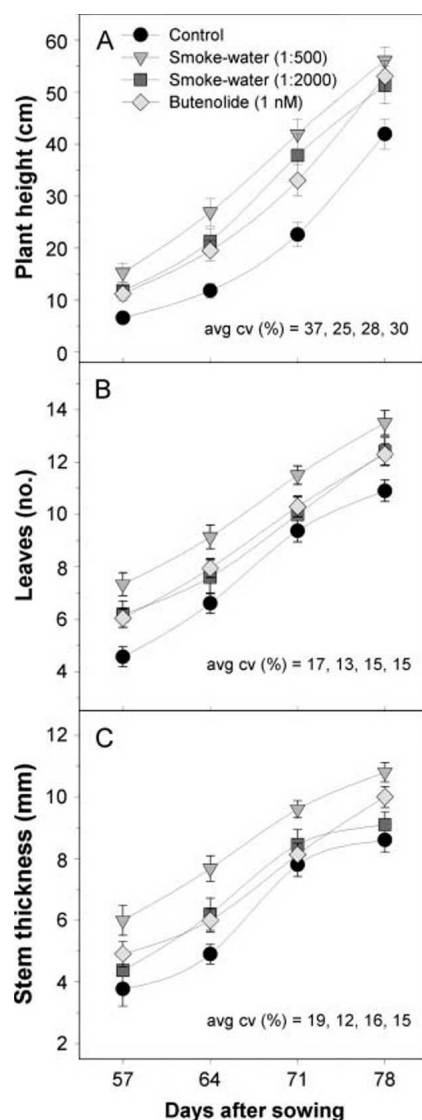 A
Control
Smoke-water (1:500)
Smoke-water (1:2000)
Butenolide (1 nM)
Plant height (cm)
60
50
40
30
20
10
0
avg cv (%) = 37, 25, 28, 30
B
Leaves (no.)
14
12
10
8
6
4
avg cv (%) = 17, 13, 15, 15
C
Stem thickness (mm)
12
10
8
6
4
2
avg cv (%) = 19, 12, 16, 15
57 64 71 78
Days after sowing